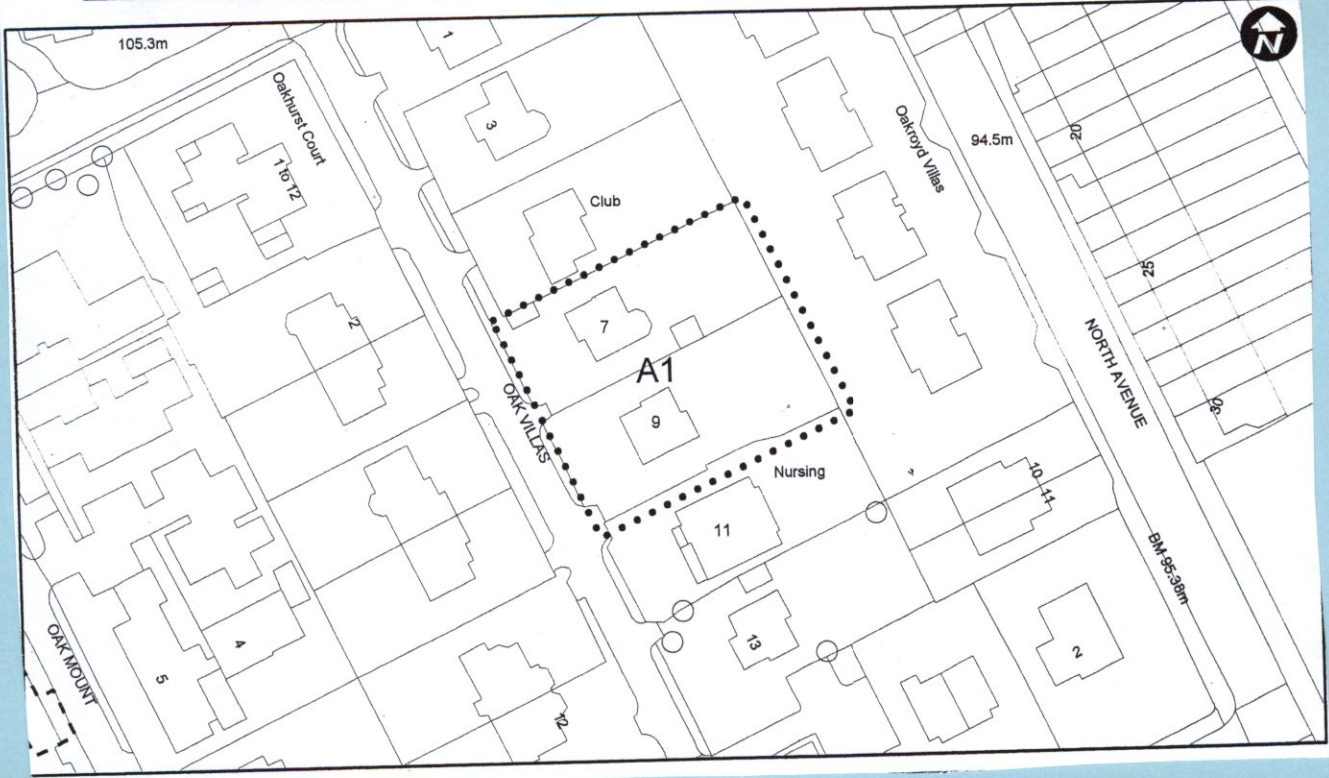 N
105.3m
1
Oakhurst Court
3
1 to 12
Oakroyd Villas
94.5m
20
Club
25
2
7
A1
NORTH AVENUE
OAK VILLAS
9
30
Nursing
10
11
11
BM 95.38m
OAK MOUNT
5
4
13
2
12